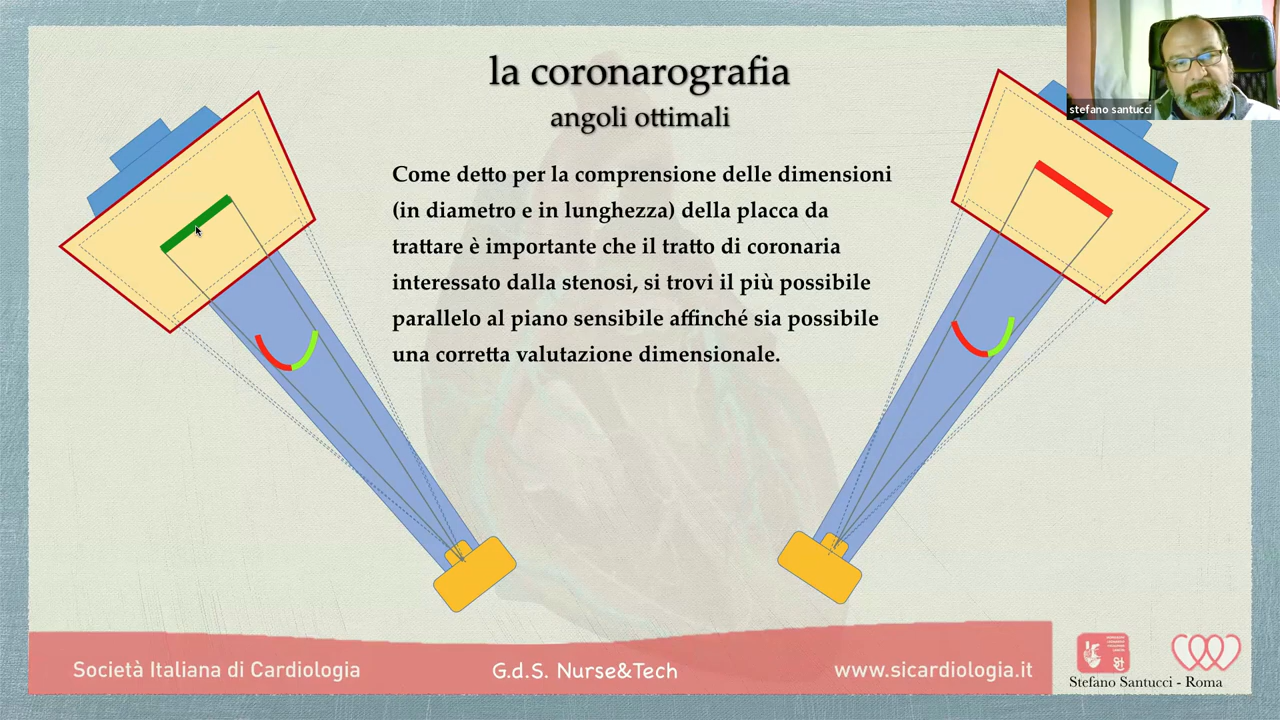 la coronarografia
angoli ottimali
stefano santucci
Come detto per la comprensione delle dimensioni
(in diametro e in lunghezza) della placca da
trattare è importante che il tratto di coronaria
interessato dalla stenosi, si trovi il più possibile
parallelo al piano sensibile affinché sia possibile
una corretta valutazione dimensionale.
Società Italiana di Cardiologia
G.d.S. Nurse&Tech
www.sicardiologia.it
Stefano Santucci - Roma